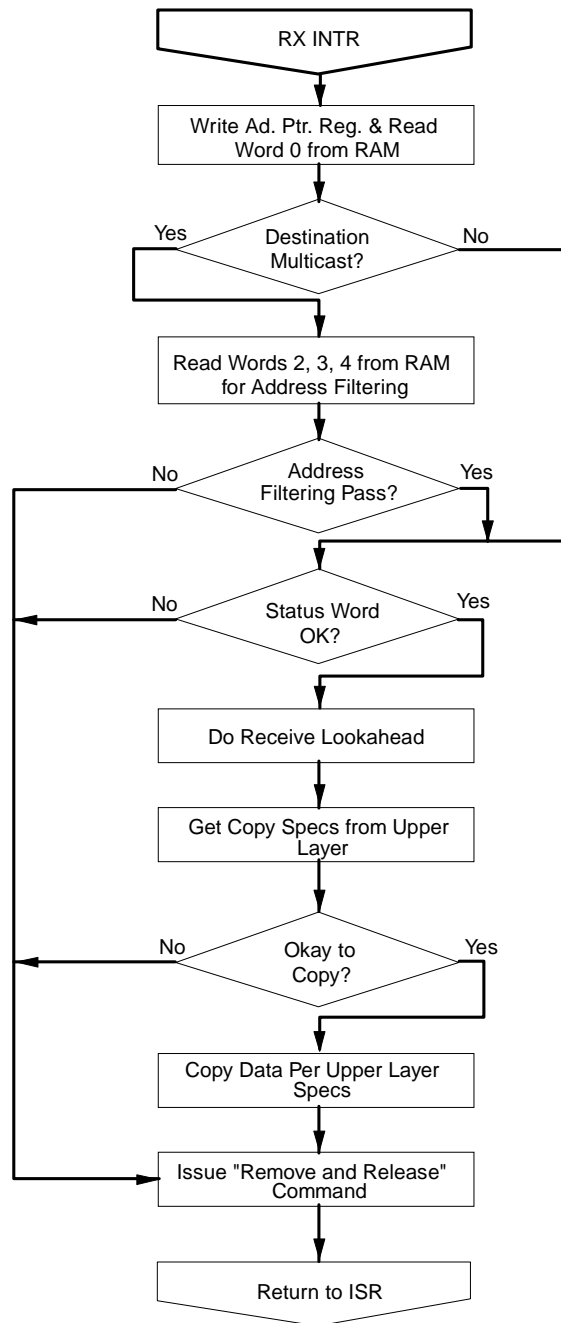 RX INTR
Write Ad. Ptr. Reg. & Read
Word 0 from RAM
Yes
Destination
Multicast?
No
Read Words 2, 3, 4 from RAM
for Address Filtering
No
Address
Filtering Pass?
Yes
No
Status Word
OK?
Yes
Do Receive Lookahead
Get Copy Specs from Upper
Layer
No
Okay to
Copy?
Yes
Copy Data Per Upper Layer
Specs
Issue "Remove and Release"
Command
Return to ISR